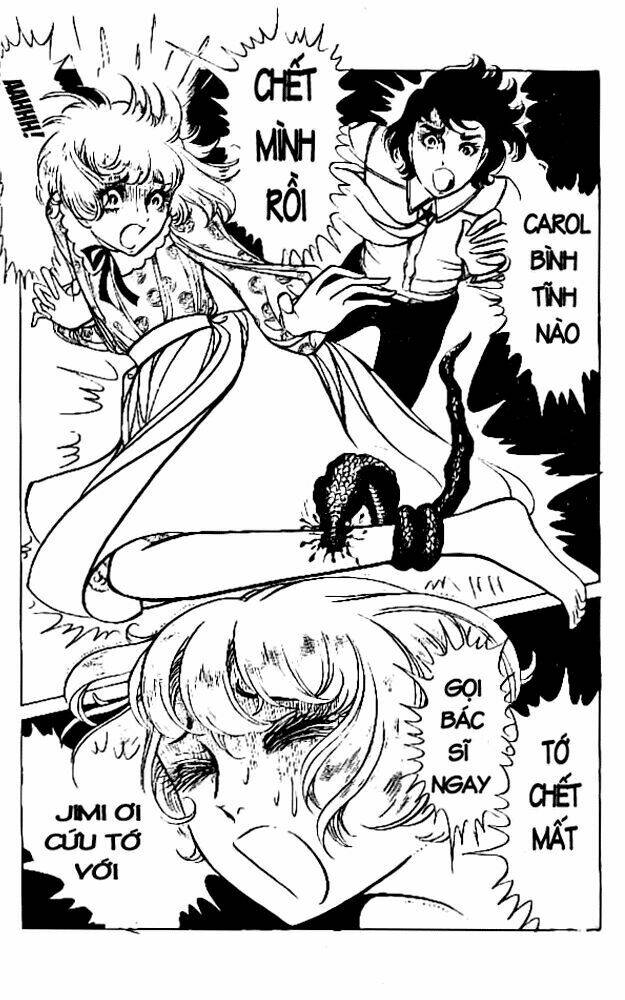 AAHHH!
CHẾT
MÌNH
RỒI
CAROL
BÌNH
TĨNH
NÀO
GỌI
BÁC
SĨ
NGAY
TỚ
CHẾT
MẤT
JIMI ƠI
CỨU TỚ
VỚI